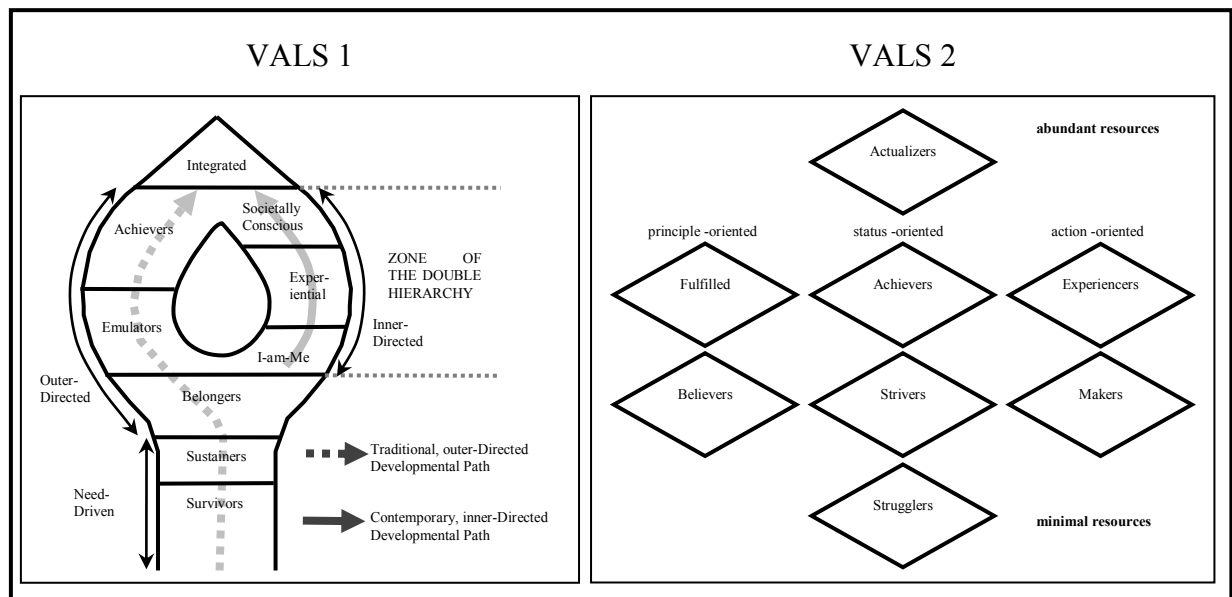 VALS 1
Integrated
Societally
Conscious
Achievers
ZONE OF
THE DOUBLE
HIERARCHY
Exper-
iential
Emulators
Inner-
Directed
I-am-Me
Outer-
Directed
Belongers
Sustainers
Traditional, outer-Directed
Developmental Path
Need-
Driven
Survivors
Contemporary, inner-Directed
Developmental Path
VALS 2
abundant resources
Actualizers
principle -oriented
status -oriented
action -oriented
Fulfilled
Achievers
Experiencers
Believers
Strivers
Makers
Strugglers
minimal resources